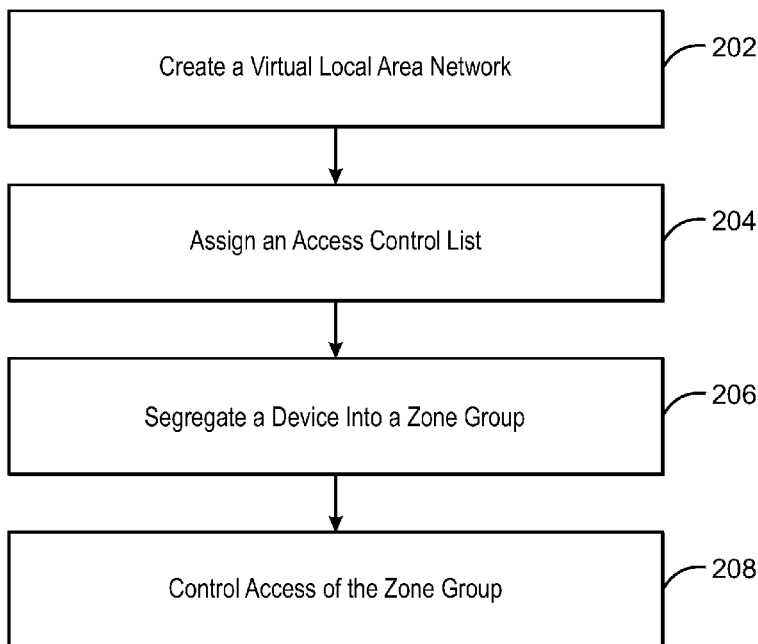 Create a Virtual Local Area Network
202
Assign an Access Control List
204
Segregate a Device Into a Zone Group
206
Control Access of the Zone Group
208